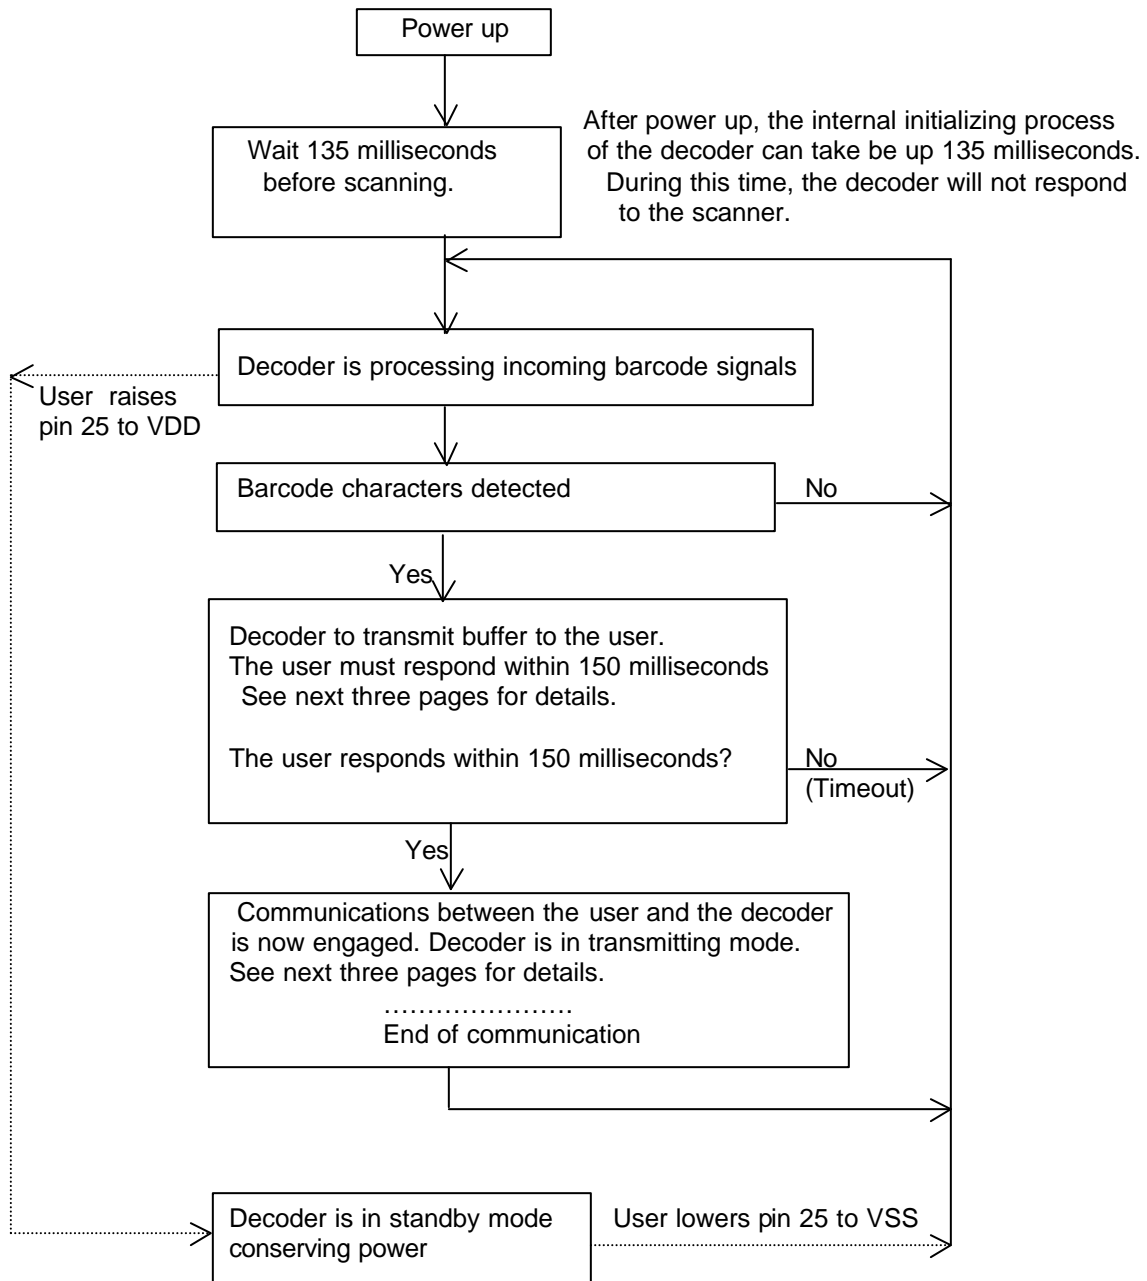 Power up
Wait 135 milliseconds
before scanning.
After power up, the internal initializing process
of the decoder can take be up 135 milliseconds.
During this time, the decoder will not respond
to the scanner.
Decoder is processing incoming barcode signals
User raises
pin 25 to VDD
Barcode characters detected
No
Yes
Decoder to transmit buffer to the user.
The user must respond within 150 milliseconds
See next three pages for details.
The user responds within 150 milliseconds?
No
(Timeout)
Yes
Communications between the user and the decoder
is now engaged. Decoder is in transmitting mode.
See next three pages for details.
......................
End of communication
Decoder is in standby mode
conserving power
User lowers pin 25 to VSS